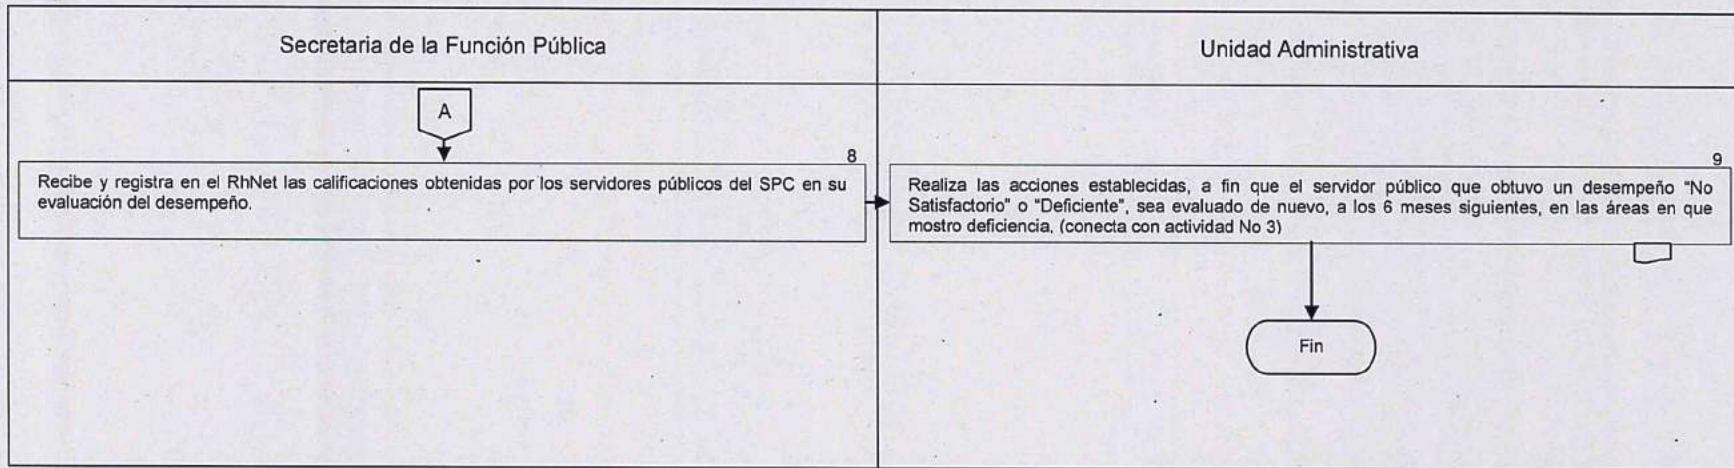 Secretaria de la Función Pública
Unidad Administrativa
A
8
Recibe y registra en el RhNet las calificaciones obtenidas por los servidores públicos del SPC en su
evaluación del desempeño.
9
Realiza las acciones establecidas, a fin que el servidor público que obtuvo un desempeño "No
Satisfactorio" o "Deficiente", sea evaluado de nuevo, a los 6 meses siguientes, en las áreas en que
mostro deficiencia. (conecta con actividad No 3)
Fin